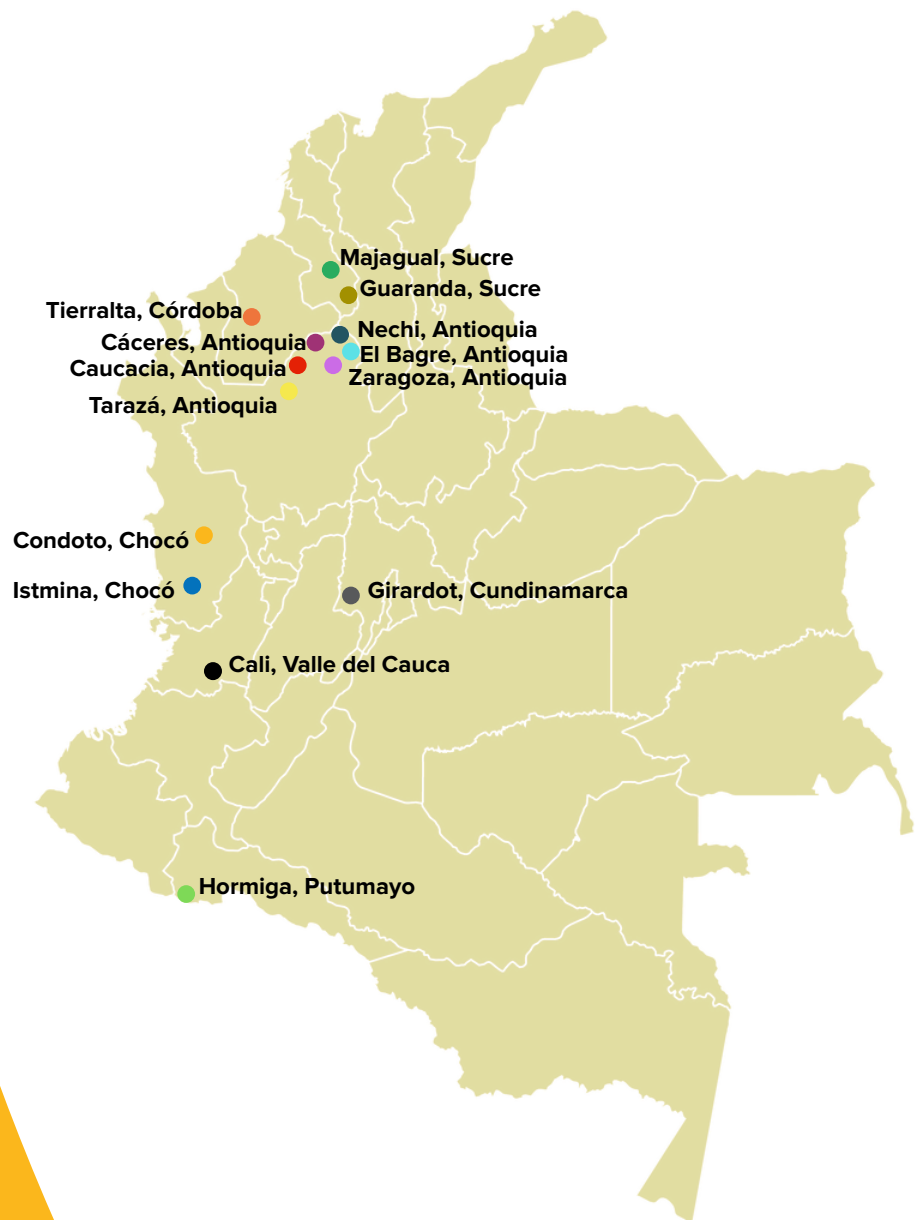 Majagual, Sucre
Guaranda, Sucre
Tierralta, Córdoba
Nechi, Antioquia
Cáceres, Antioquia
El Bagre, Antioquia
Caucacia, Antioquia
Zaragoza, Antioquia
Tarazá, Antioquia
Condoto, Chocó
Istmina, Chocó
Girardot, Cundinamarca
Cali, Valle del Cauca
Hormiga, Putumayo